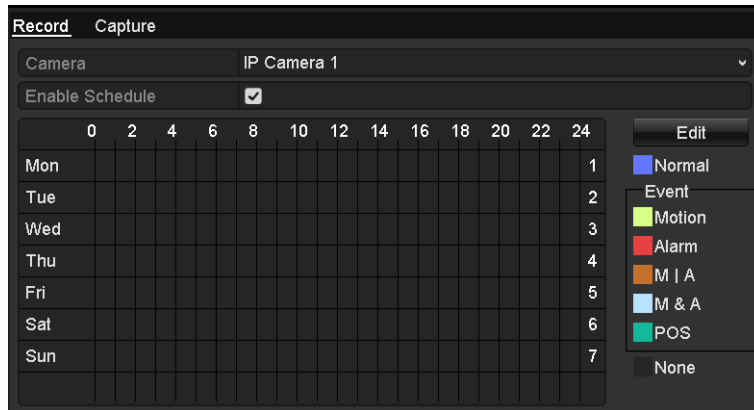 Record Capture
Camera IP Camera 1
Enable Schedule
0 2 4 6 8 10 12 14 16 18 20 22 24
Edit
Mon 1
Normal
Event
Tue 2
Motion
Wed 3
Alarm
Thu 4
M | A
Fri 5
M & A
Sat 6
POS
Sun 7
None